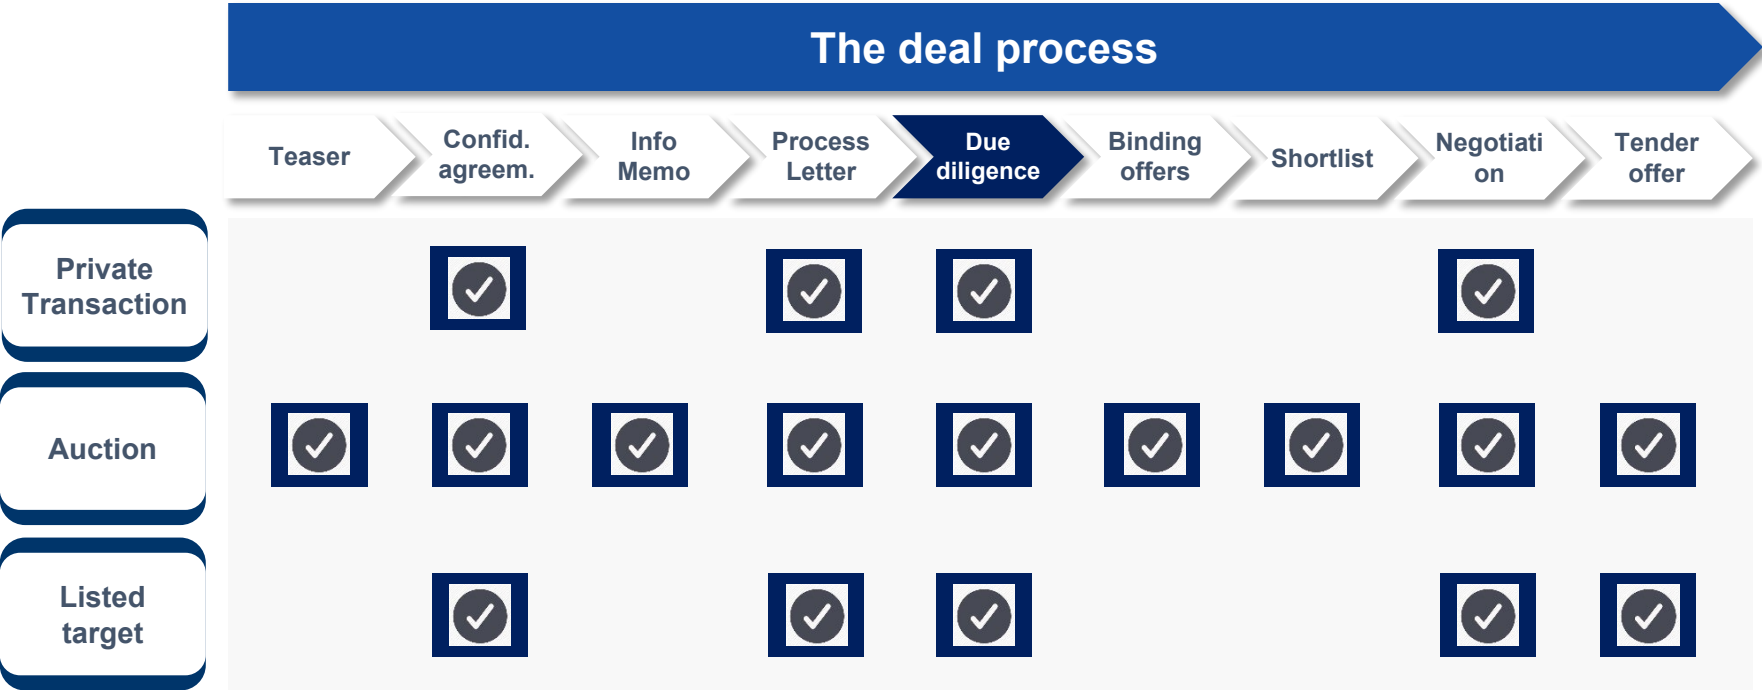 The deal process
Teaser
Confid.
agreem.
Info
Memo
Process
Letter
Due
diligence
Binding
offers
Shortlist
Negotiati
on
Tender
offer
Private
Transaction
Auction
Listed
target